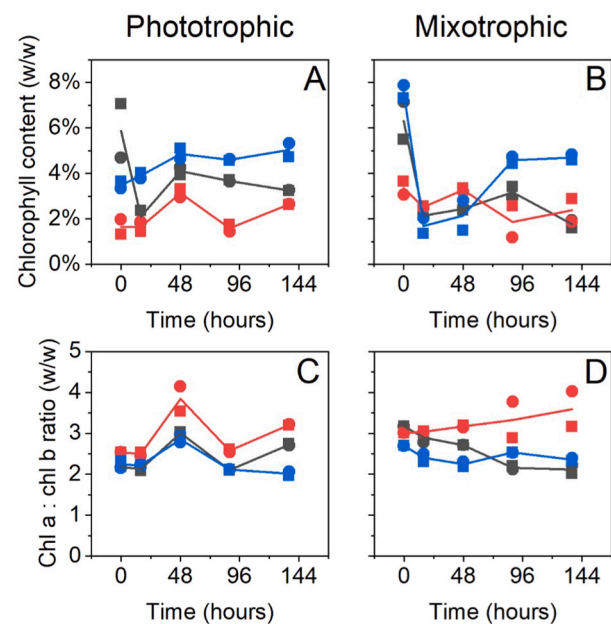 Phototrophic Mixotrophic
Chlorophyll content (w/w)
8%
6%
4%
2%
0%
A
B
0 48 96 144 0 48 96 144
Time (hours) Time (hours)
Chl a : chl b ratio (w/w)
5
4
3
2
1
0
C
D
0 48 96 144 0 48 96 144
Time (hours) Time (hours)